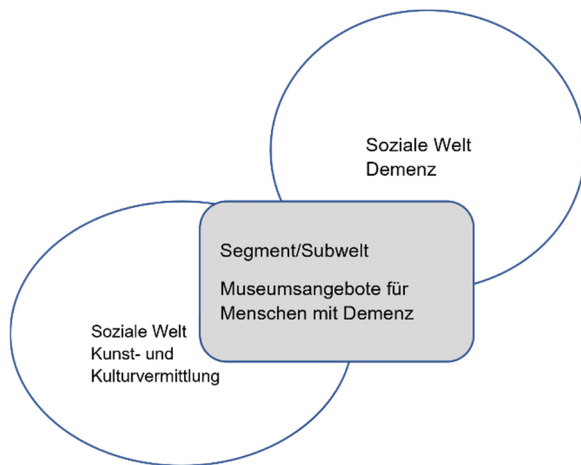 Soziale Welt
Demenz
Segment/Subwelt
Museumsangebote für
Menschen mit Demenz
Soziale Welt
Kunst- und
Kulturvermittlung